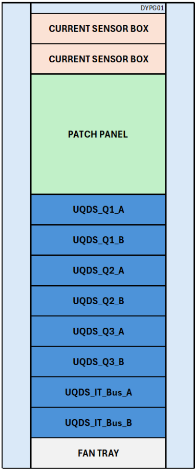 DYPG01
CURRENT SENSOR BOX
CURRENT SENSOR BOX
PATCH PANEL
UQDS_Q1_A
UQDS_Q1_B
UQDS_Q2_A
UQDS_Q2_B
UQDS_Q3_A
UQDS_Q3_B
UQDS_IT_Bus_A
UQDS_IT_Bus_B
FAN TRAY